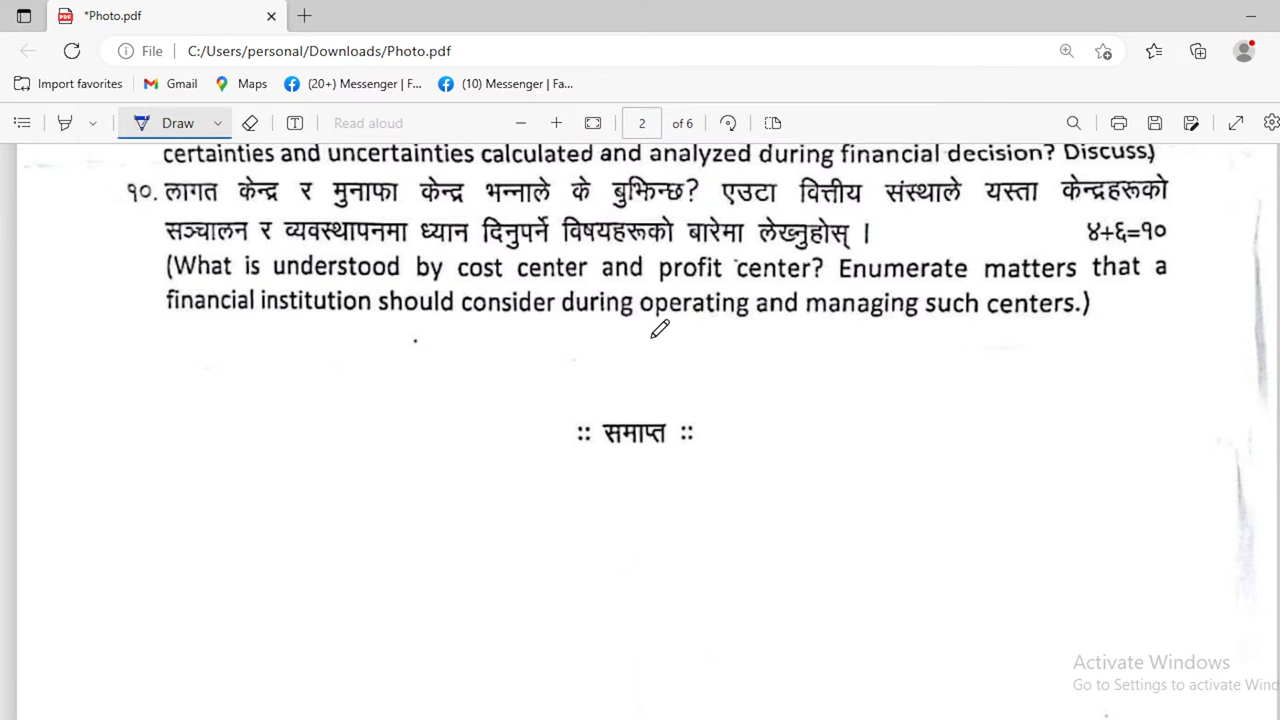 *Photo.pdf
File C:/Users/personal/Downloads/Photo.pdf
Import favorites Gmail Maps (20+) Messenger | F... (10) Messenger | Fa...
Draw Read aloud 2 of 6
certainties and uncertainties calculated and analyzed during financial decision? Discuss)
१०. लागत केन्द्र र मुनाफा केन्द्र भन्नाले के बुझिन्छ? एउटा वित्तीय संस्थाले यस्ता केन्द्रहरूको
सञ्चालन र व्यवस्थापनमा ध्यान दिनुपर्ने विषयहरूको बारेमा लेख्नुहोस् । ४+६=१०
(What is understood by cost center and profit center? Enumerate matters that a
financial institution should consider during operating and managing such centers.)
:: समाप्त ::
Activate Windows
Go to Settings to activate Wind